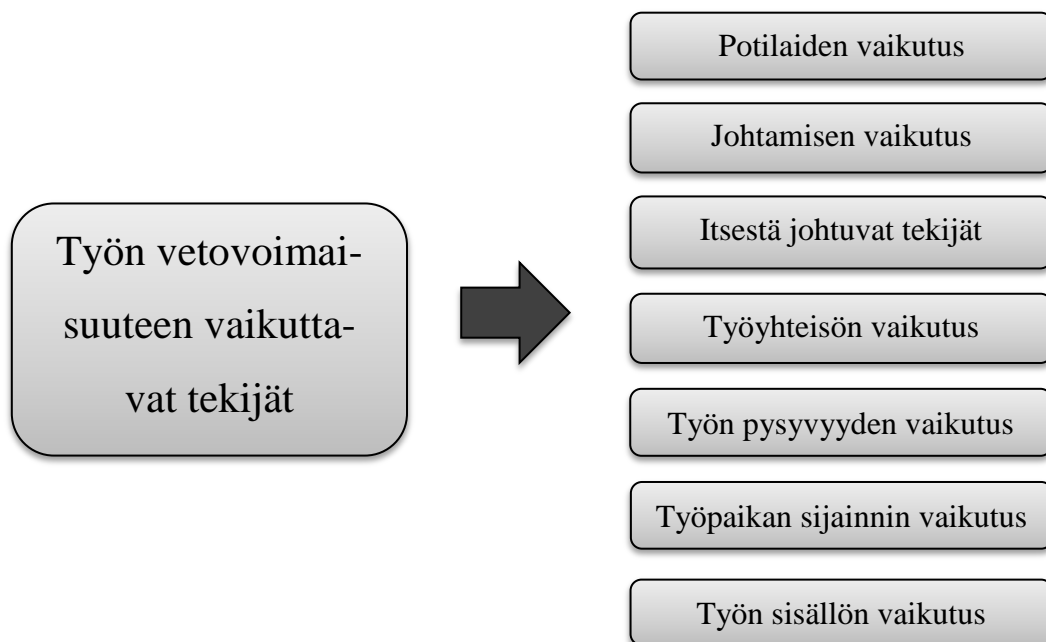 Työn vetovoimai-
suuteen vaikutta-
vat tekijät
Potilaiden vaikutus
Johtamisen vaikutus
Itsestä johtuvat tekijät
Työyhteisön vaikutus
Työn pysyvyyden vaikutus
Työpaikan sijainnin vaikutus
Työn sisällön vaikutus